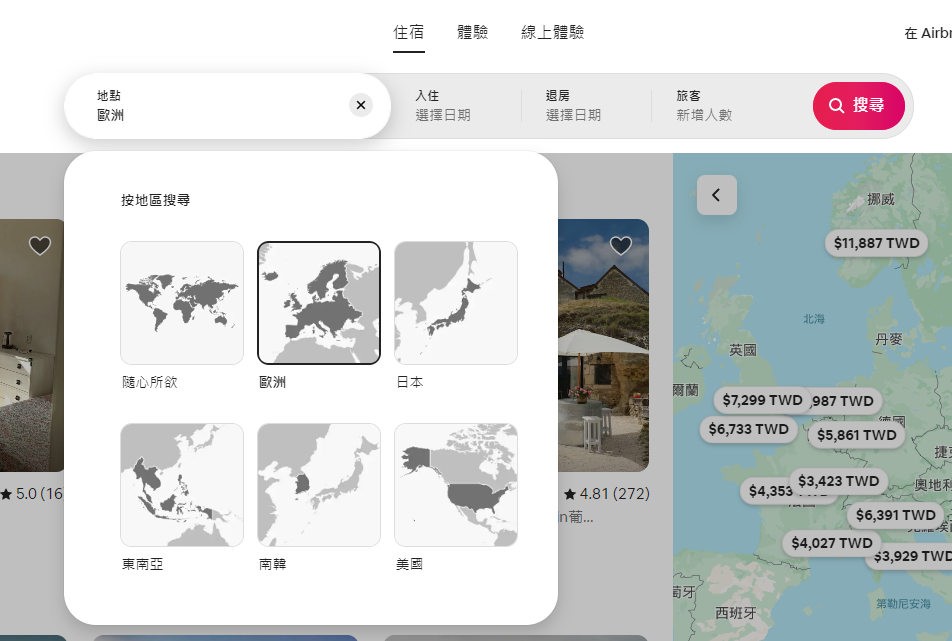 住宿 體驗 線上體驗
在 Airbn
地點
歐洲
入住
選擇日期
退房
選擇日期
旅客
新增人數
搜尋
按地區搜尋
隨心所欲
歐洲
日本
東南亞
南韓
美國
5.0 (16
4.81 (272)
葡...
挪威
$11,887 TWD
北海
丹麥
英國
爾蘭
$7,299 TWD
987 TWD
$6,733 TWD
德國
$5,861 TWD
捷
$3,423 TWD
$4,353
奧地利
$6,391 TWD
$4,027 TWD
$3,929 TWD
葡牙
西班牙
第勒尼安海